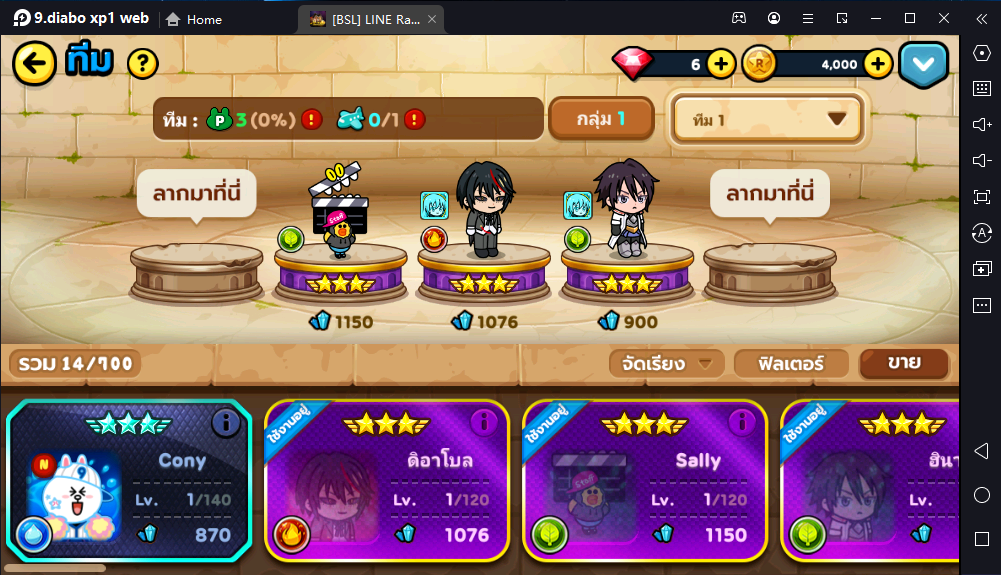 9.diabo xp1 web
Home
[BSL] LINE Ra...
ทีม
?
6
4,000
ทีม : P 3(0%) ! 0/1 !
กลุ่ม 1
ทีม 1
ลากมาที่นี่
ลากมาที่นี่
Staff
1150
1076
900
รวม 14/700
จัดเรียง
ฟิลเตอร์
ขาย
N
Cony
Lv. 1/140
870
ใช้งานอยู่
ดิอาโบล
Lv. 1/120
1076
ใช้งานอยู่
Sally
Lv. 1/120
1150
ใช้งานอยู่
ฮินา
Lv.